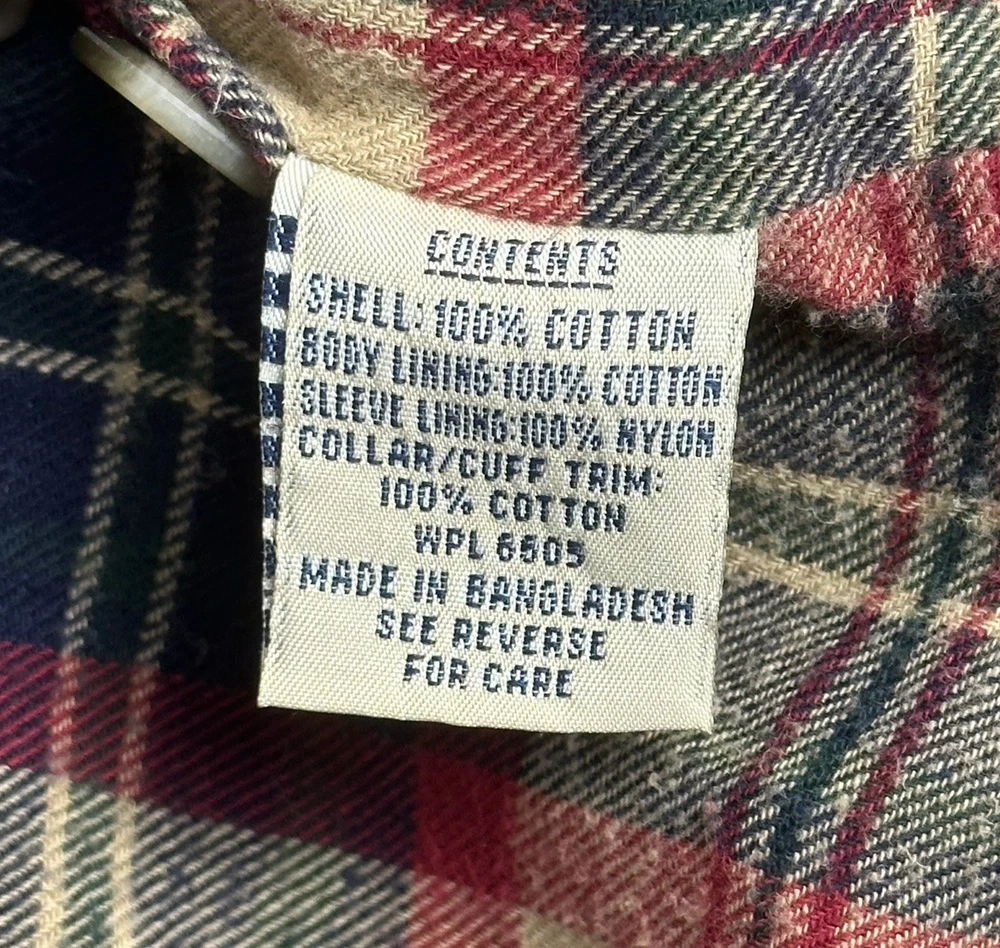 CONTENTS
SHELL: 100% COTTON
BODY LINING:100% COTTON
SLEEVE LINING:100% NYLON
COLLAR/CUFF TRIM:
100% COTTON
WPL 6905
MADE IN BANGLADESH
SEE REVERSE
FOR CARE